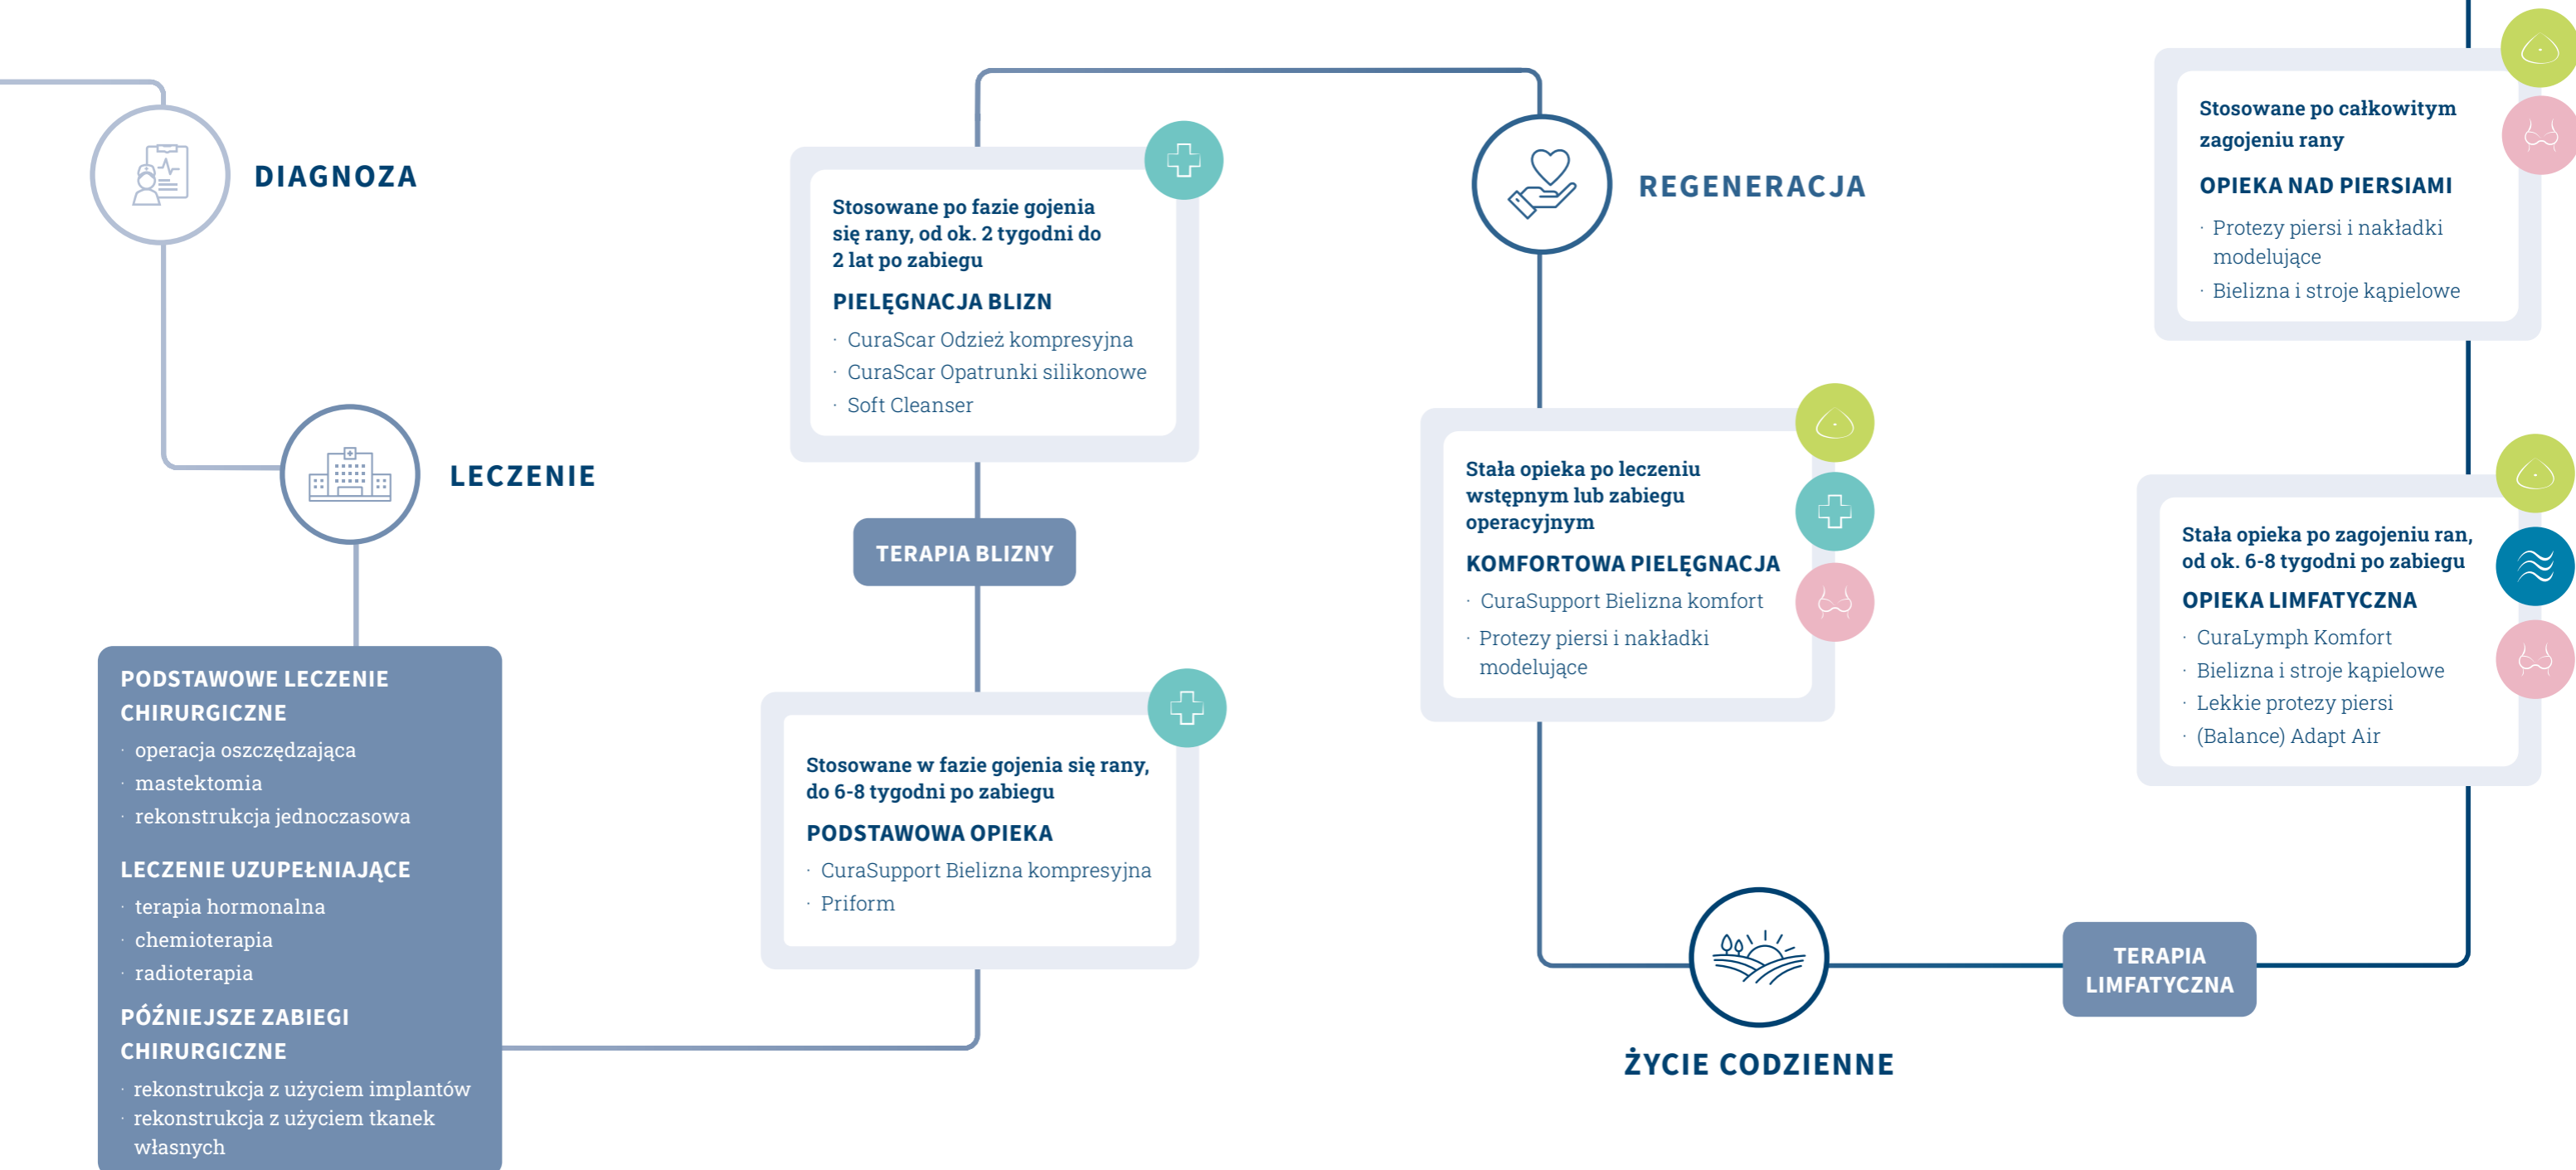 DIAGNOZA
LECZENIE
PODSTAWOWE LECZENIE
CHIRURGICZNE
· operacja oszczędzająca
· mastektomia
· rekonstrukcja jednoczasowa
LECZENIE UZUPEŁNIAJĄCE
· terapia hormonalna
· chemioterapia
· radioterapia
PÓŹNIEJSZE ZABIEGI
CHIRURGICZNE
· rekonstrukcja z użyciem implantów
· rekonstrukcja z użyciem tkanek
własnych
Stosowane po fazie gojenia
się rany, od ok. 2 tygodni do
2 lat po zabiegu
PIELĘGNACJA BLIZN
· CuraScar Odzież kompresyjna
· CuraScar Opatrunki silikonowe
· Soft Cleanser
TERAPIA BLIZNY
Stosowane w fazie gojenia się rany,
do 6-8 tygodni po zabiegu
PODSTAWOWA OPIEKA
· CuraSupport Bielizna kompresyjna
· Priform
REGENERACJA
Stała opieka po leczeniu
wstępnym lub zabiegu
operacyjnym
KOMFORTOWA PIELĘGNACJA
· CuraSupport Bielizna komfort
· Protezy piersi i nakładki
modelujące
ŻYCIE CODZIENNE
TERAPIA
LIMFATYCZNA
Stosowane po całkowitym
zagojeniu rany
OPIEKA NAD PIERSIAMI
· Protezy piersi i nakładki
modelujące
· Bielizna i stroje kąpielowe
Stała opieka po zagojeniu ran,
od ok. 6-8 tygodni po zabiegu
OPIEKA LIMFATYCZNA
· CuraLymph Komfort
· Bielizna i stroje kąpielowe
· Lekkie protezy piersi
· (Balance) Adapt Air